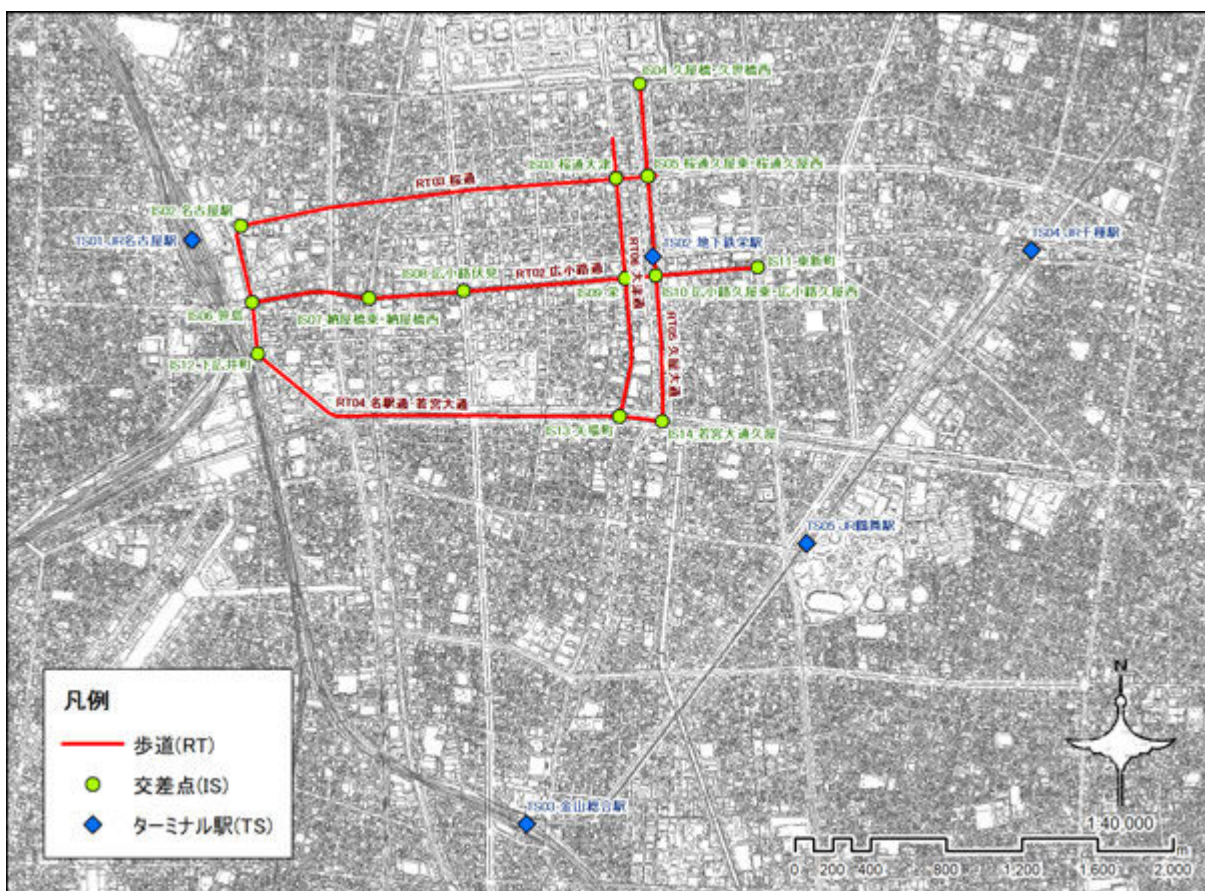 IS04 久屋橋・久思橋西
IS03 桜通大津
IS05 桜通久屋東・桜通久屋西
RT03 桜通
IS02 名古屋駅
TS01 JR名古屋駅
TS02 地下鉄栄駅
TS04 JR千種駅
IS11 東新町
IS08 広小路伏見
RT02 広小路通
RT06 大津通
IS09 栄
IS10 広小路久屋東・広小路久屋西
IS06 笹島
IS07 納屋橋東・納屋橋西
RT05 久屋大通
IS12 下広井町
RT04 名駅通・若宮大通
IS13 矢場町
IS14 若宮大通久屋
TS05 JR鶴舞駅
TS03 金山総合駅
凡例
歩道(RT)
交差点(IS)
ターミナル駅(TS)
N
1:40,000
m
0 200 400 800 1,200 1,600 2,000